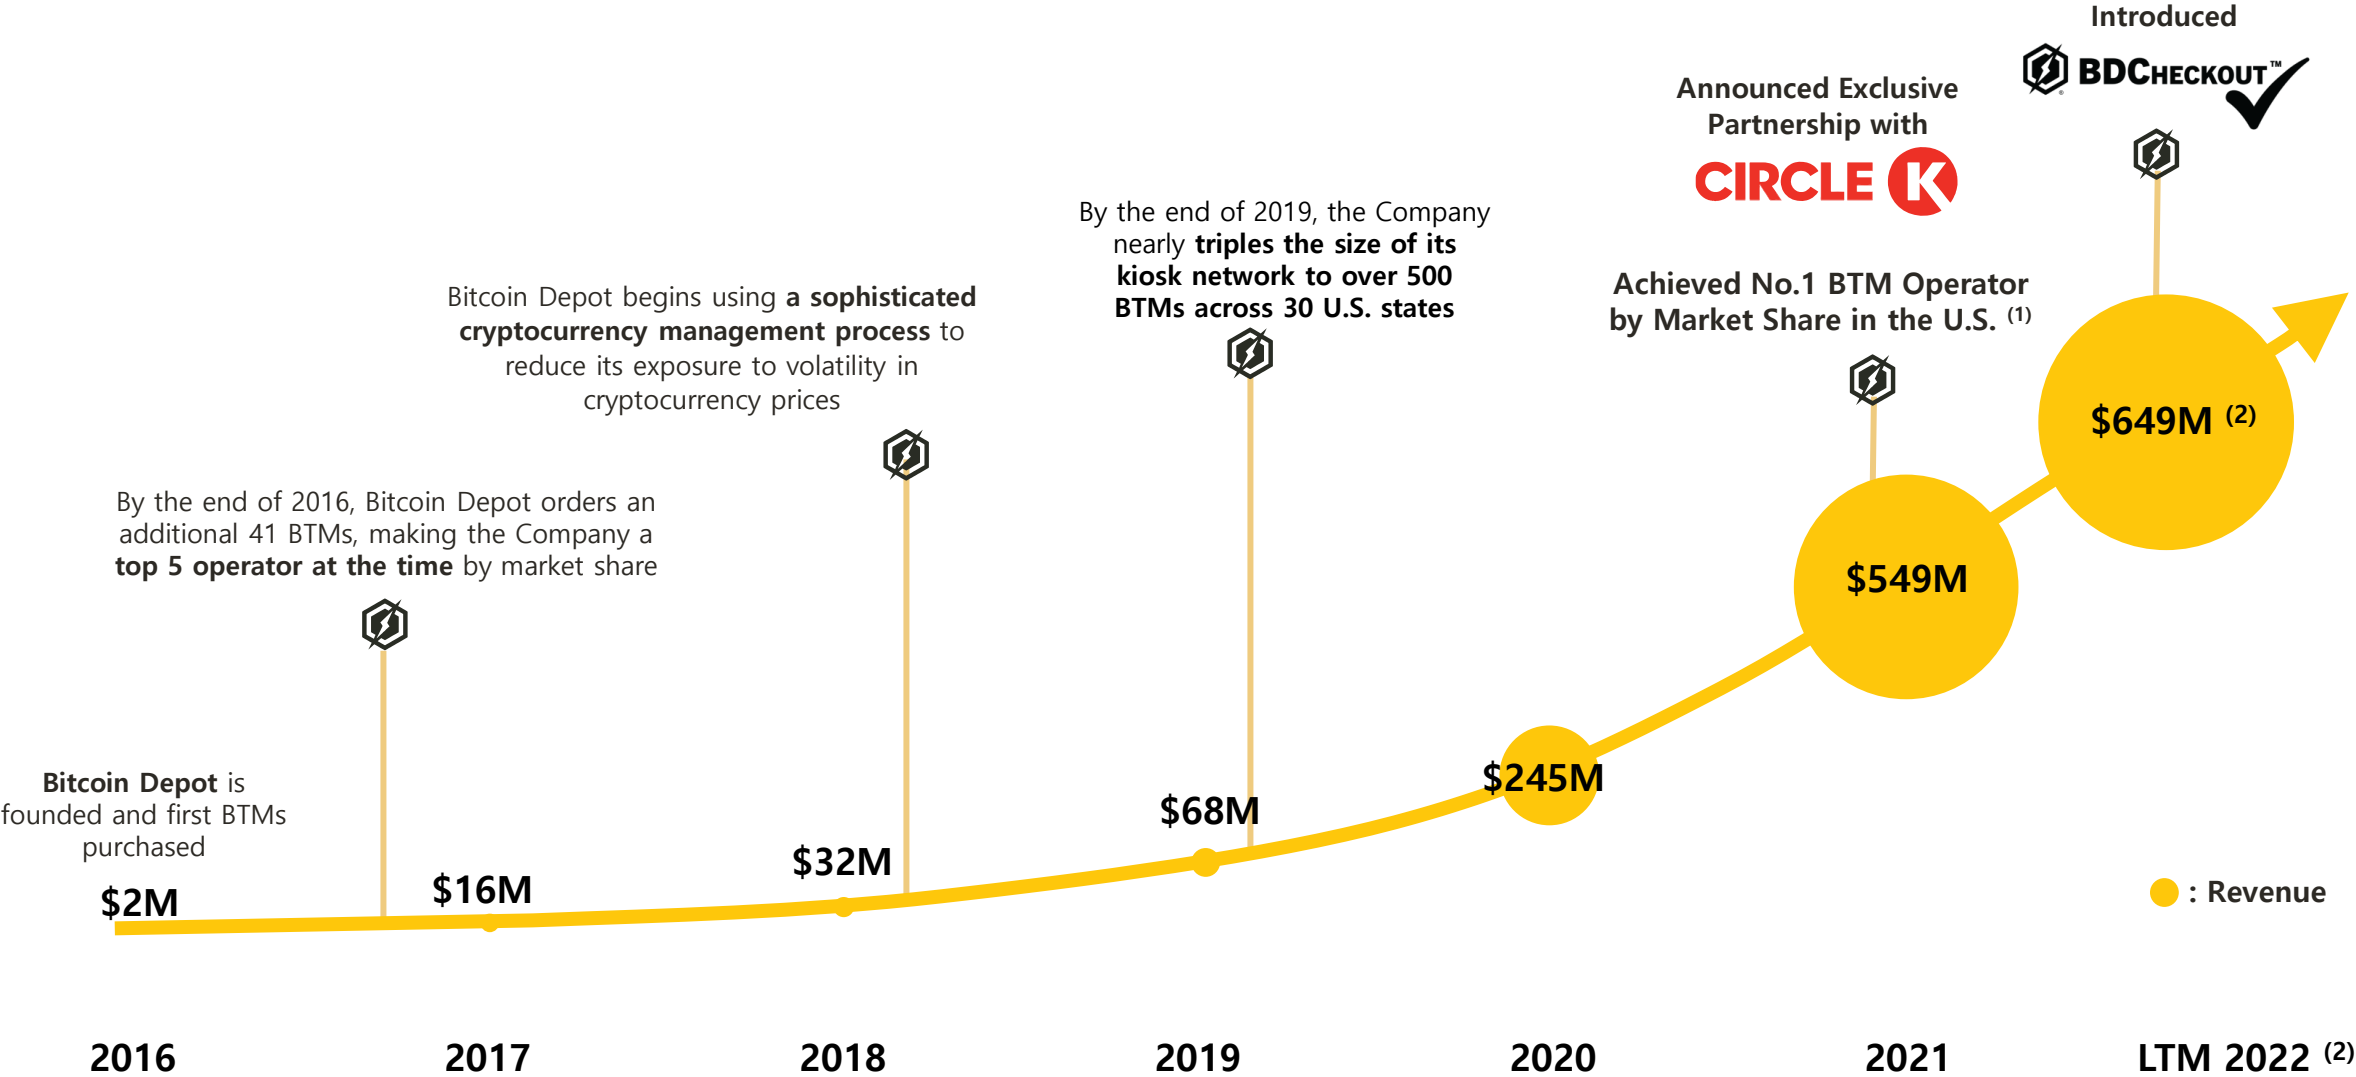 Introduced
BDCHECKOUT™
Announced Exclusive
Partnership with
CIRCLE K
By the end of 2019, the Company
nearly triples the size of its
kiosk network to over 500
BTMs across 30 U.S. states
Achieved No.1 BTM Operator
by Market Share in the U.S. (1)
Bitcoin Depot begins using a sophisticated
cryptocurrency management process to
reduce its exposure to volatility in
cryptocurrency prices
By the end of 2016, Bitcoin Depot orders an
additional 41 BTMs, making the Company a
top 5 operator at the time by market share
Bitcoin Depot is
founded and first BTMs
purchased
$2M
$16M
$32M
$68M
$245M
$549M
$649M (2)
: Revenue
2016
2017
2018
2019
2020
2021
LTM 2022 (2)